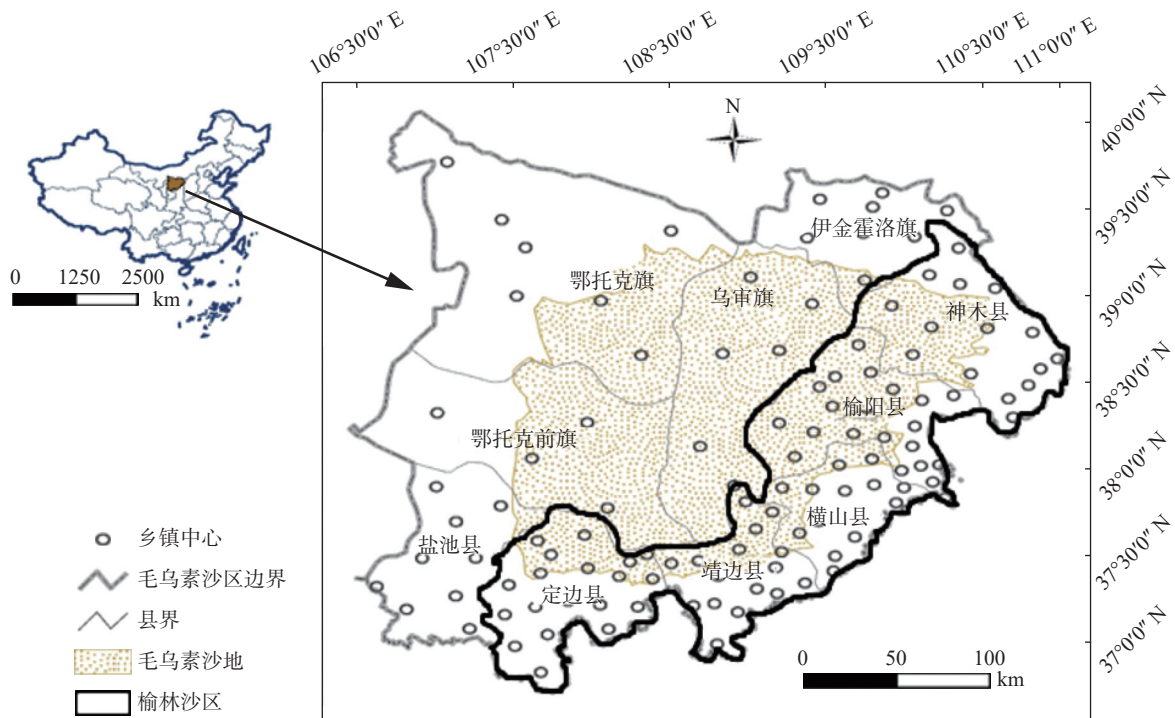 106°30′0″ E
107°30′0″ E
108°30′0″ E
109°30′0″ E
110°30′0″ E
111°0′0″ E
N
40°0′0″ N
39°30′0″ N
39°0′0″ N
38°30′0″ N
38°0′0″ N
37°30′0″ N
37°0′0″ N
0 1250 2500
km
伊金霍洛旗
鄂托克旗
乌审旗
神木县
榆阳县
鄂托克前旗
横山县
盐池县
靖边县
定边县
乡镇中心
毛乌素沙区边界
县界
毛乌素沙地
榆林沙区
0 50 100
km